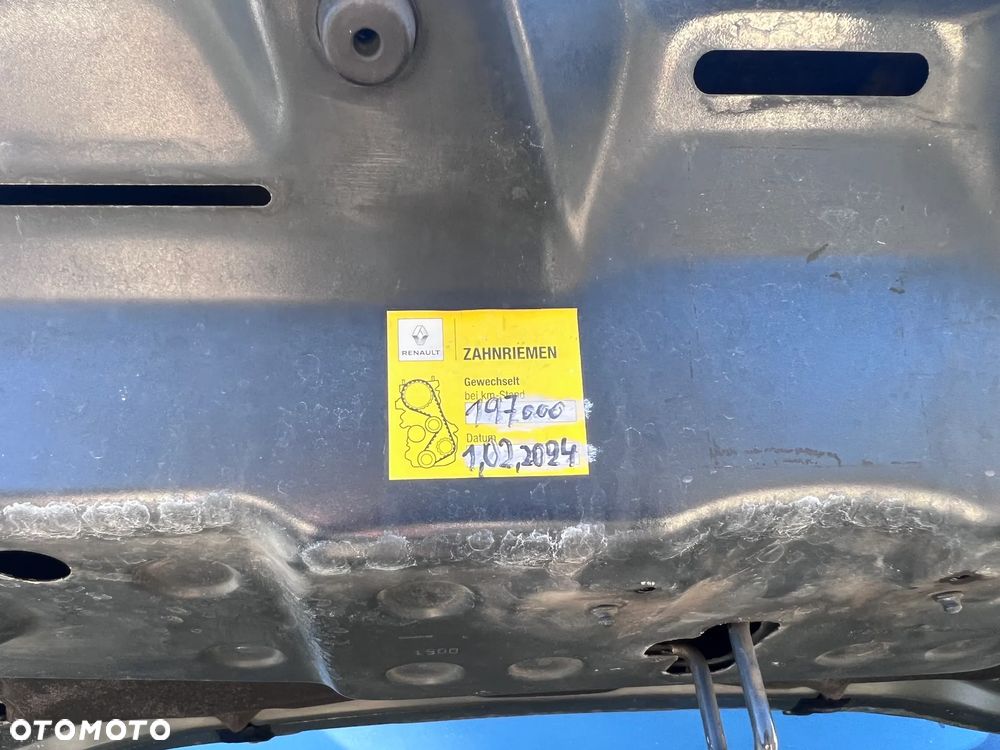 RENAULT
ZAHNRIEMEN
Gewechselt
bei km-Stand
197000
Datum
1,02,2024
OTOMOTO